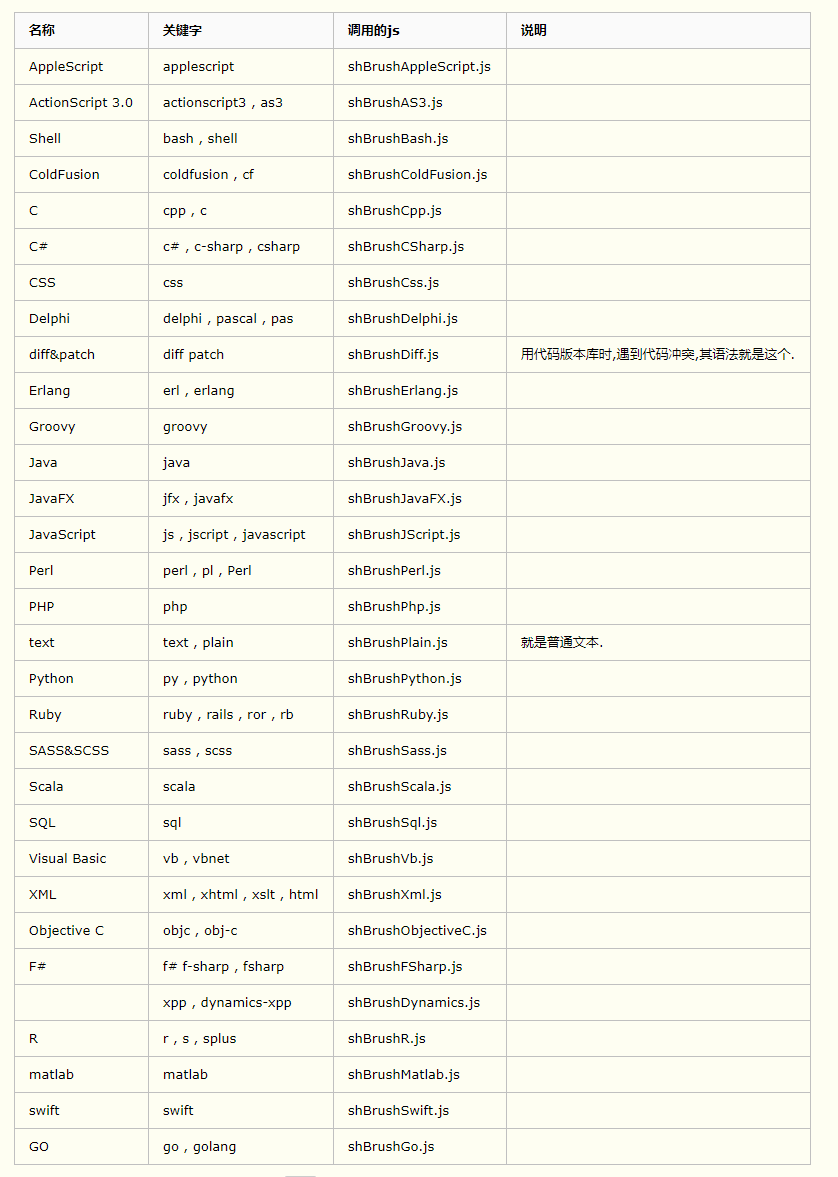 名称 关键字 调用的js 说明
AppleScript applescript shBrushAppleScript.js
ActionScript 3.0 actionscript3 , as3 shBrushAS3.js
Shell bash , shell shBrushBash.js
ColdFusion coldfusion , cf shBrushColdFusion.js
C cpp , c shBrushCpp.js
C# c# , c-sharp , csharp shBrushCSharp.js
CSS css shBrushCss.js
Delphi delphi , pascal , pas shBrushDelphi.js
diff&patch diff patch shBrushDiff.js 用代码版本库时,遇到代码冲突,其语法就是这个.
Erlang erl , erlang shBrushErlang.js
Groovy groovy shBrushGroovy.js
Java java shBrushJava.js
JavaFX jfx , javafx shBrushJavaFX.js
JavaScript js , jscript , javascript shBrushJScript.js
Perl perl , pl , Perl shBrushPerl.js
PHP php shBrushPhp.js
text text , plain shBrushPlain.js 就是普通文本.
Python py , python shBrushPython.js
Ruby ruby , rails , ror , rb shBrushRuby.js
SASS&SCSS sass , scss shBrushSass.js
Scala scala shBrushScala.js
SQL sql shBrushSql.js
Visual Basic vb , vbnet shBrushVb.js
XML xml , xhtml , xslt , html shBrushXml.js
Objective C objc , obj-c shBrushObjectiveC.js
F# f# f-sharp , fsharp shBrushFSharp.js
xpp , dynamics-xpp shBrushDynamics.js
R r , s , splus shBrushR.js
matlab matlab shBrushMatlab.js
swift swift shBrushSwift.js
GO go , golang shBrushGo.js